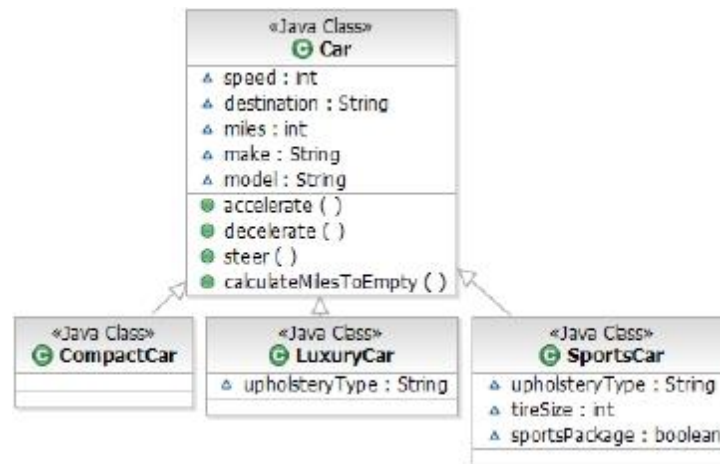 «Java Class»
Car
speed : int
destination : String
miles : int
make : String
model : String
accelerate ( )
decelerate ( )
steer ( )
calculateMilesToEmpty ( )
«Java Class»
CompactCar
«Java Class»
LuxuryCar
upholsteryType : String
«Java Class»
SportsCar
upholsteryType : String
tireSize : int
sportsPackage : boolean